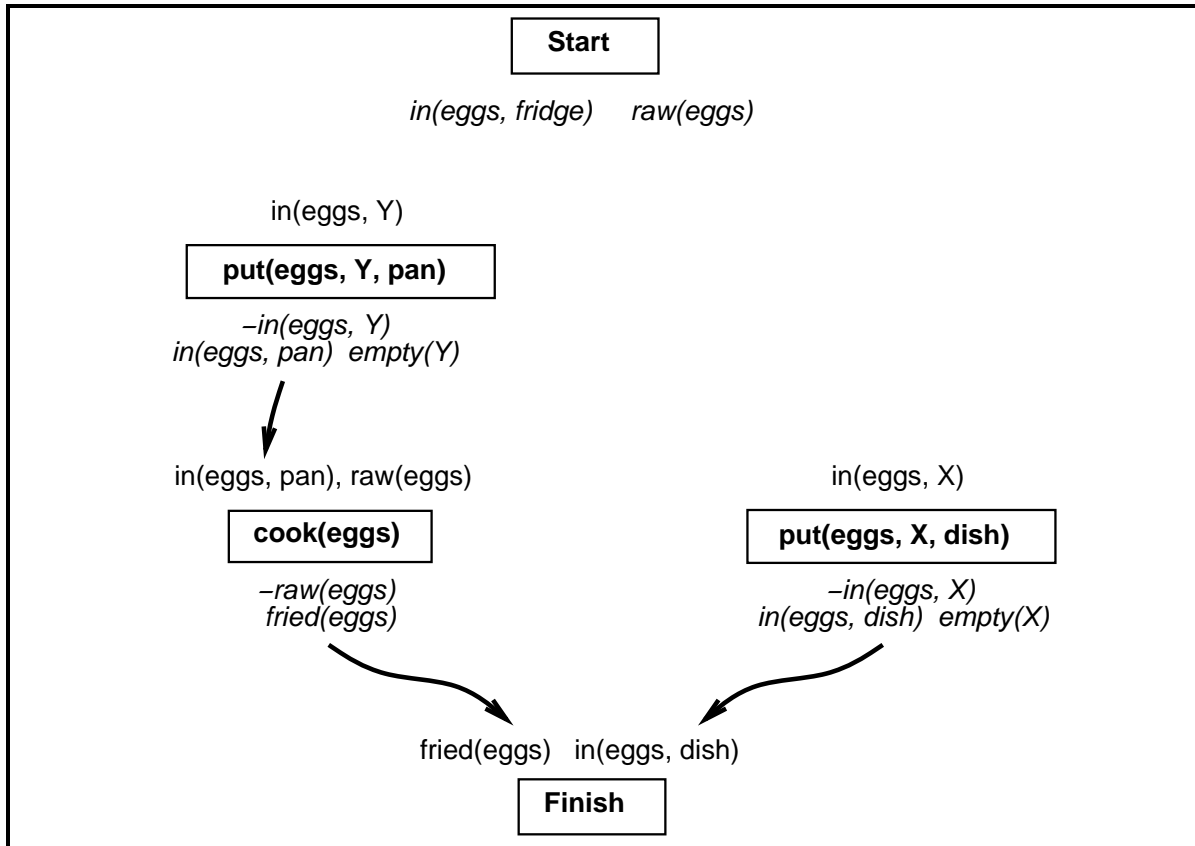 Start
in(eggs, fridge) raw(eggs)
in(eggs, Y)
put(eggs, Y, pan)
–in(eggs, Y)
in(eggs, pan) empty(Y)
in(eggs, pan), raw(eggs)
cook(eggs)
–raw(eggs)
fried(eggs)
in(eggs, X)
put(eggs, X, dish)
–in(eggs, X)
in(eggs, dish) empty(X)
fried(eggs) in(eggs, dish)
Finish